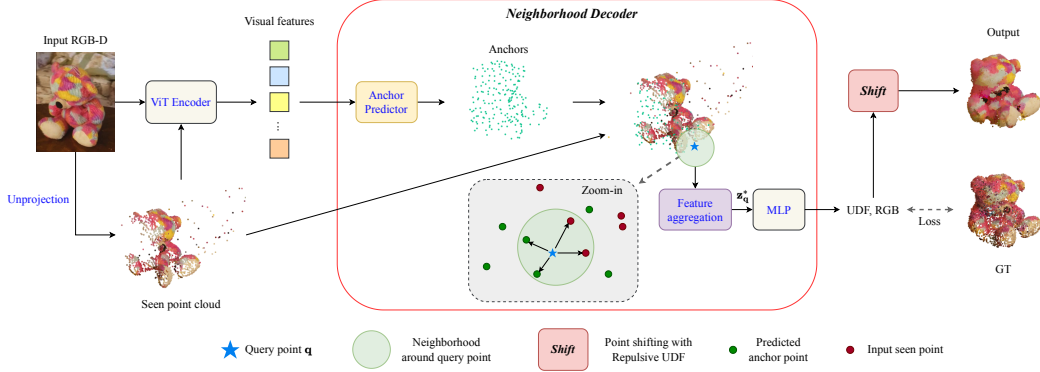 Neighborhood Decoder
Visual features
Input RGB-D
Output
Anchors
ViT Encoder
Anchor
Predictor
Shift
⋮
Unprojection
Zoom-in
Feature
aggregation
z*q
MLP
UDF, RGB
Loss
Seen point cloud
GT
Query point q
Neighborhood
around query point
Shift
Point shifting with
Repulsive UDF
Predicted
anchor point
Input seen point